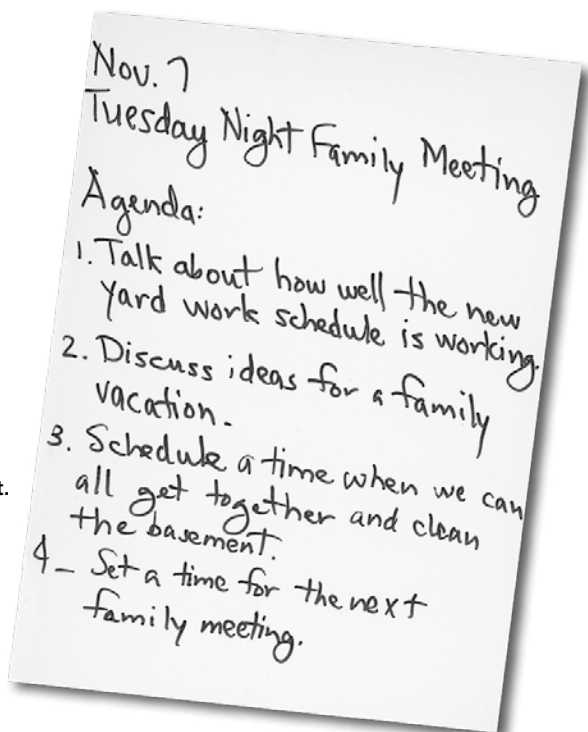 Nov. 7
Tuesday Night Family Meeting
Agenda:
1. Talk about how well the new
yard work schedule is working.
2. Discuss ideas for a family
vacation.
3. Schedule a time when we can
all get together and clean
the basement.
4- Set a time for the next
family meeting.
t.